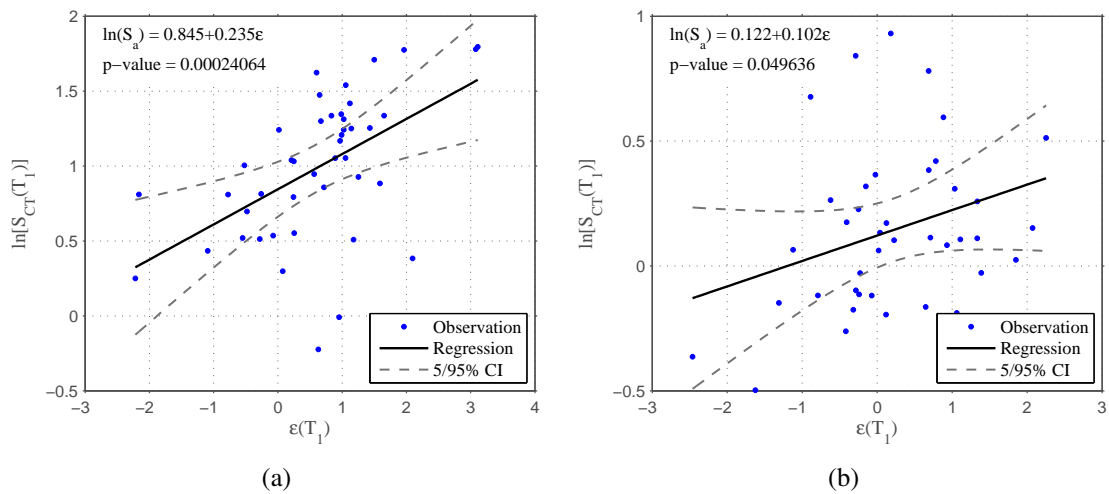 ln(S_a) = 0.845+0.235ε
p−value = 0.00024064
2
1.5
1
0.5
0
−0.5
ln[S_CT(T_1)]
−3 −2 −1 0 1 2 3 4
ε(T_1)
Observation
Regression
5/95% CI
(a)
ln(S_a) = 0.122+0.102ε
p−value = 0.049636
1
0.5
0
−0.5
ln[S_CT(T_1)]
−3 −2 −1 0 1 2 3
ε(T_1)
Observation
Regression
5/95% CI
(b)